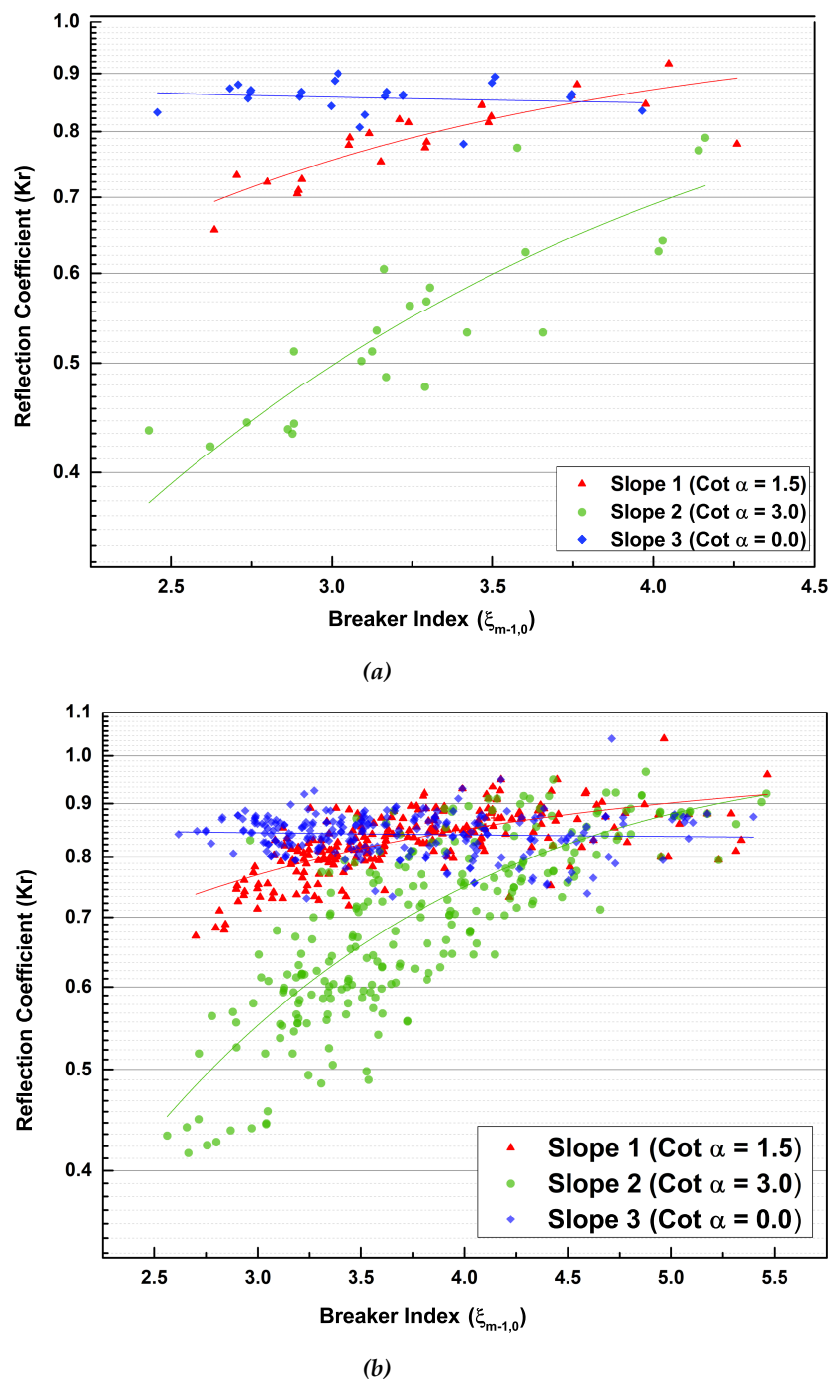 1.0
0.9
0.8
0.7
0.6
0.5
0.4
Reflection Coefficient (Kr)
Slope 1 (Cot α = 1.5)
Slope 2 (Cot α = 3.0)
Slope 3 (Cot α = 0.0)
2.5 3.0 3.5 4.0 4.5
Breaker Index (ξm-1,0)
(a)
1.1
1.0
0.9
0.8
0.7
0.6
0.5
0.4
Reflection Coefficient (Kr)
Slope 1 (Cot α = 1.5)
Slope 2 (Cot α = 3.0)
Slope 3 (Cot α = 0.0)
2.5 3.0 3.5 4.0 4.5 5.0 5.5
Breaker Index (ξm-1,0)
(b)